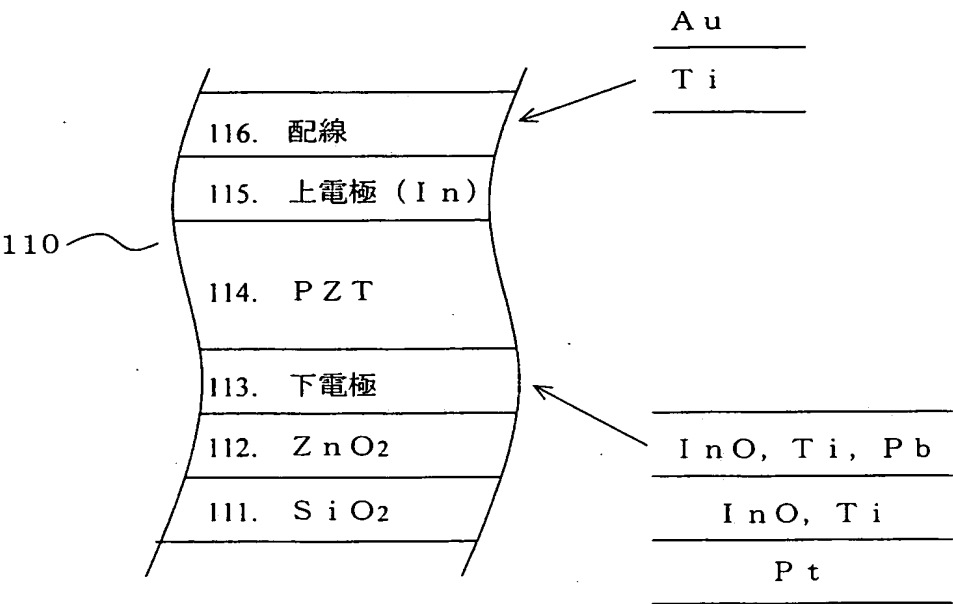 Au
Ti
116. 配線
115. 上電極 (In)
110
114. PZT
113. 下電極
112. ZnO2
InO, Ti, Pb
111. SiO2
InO, Ti
Pt